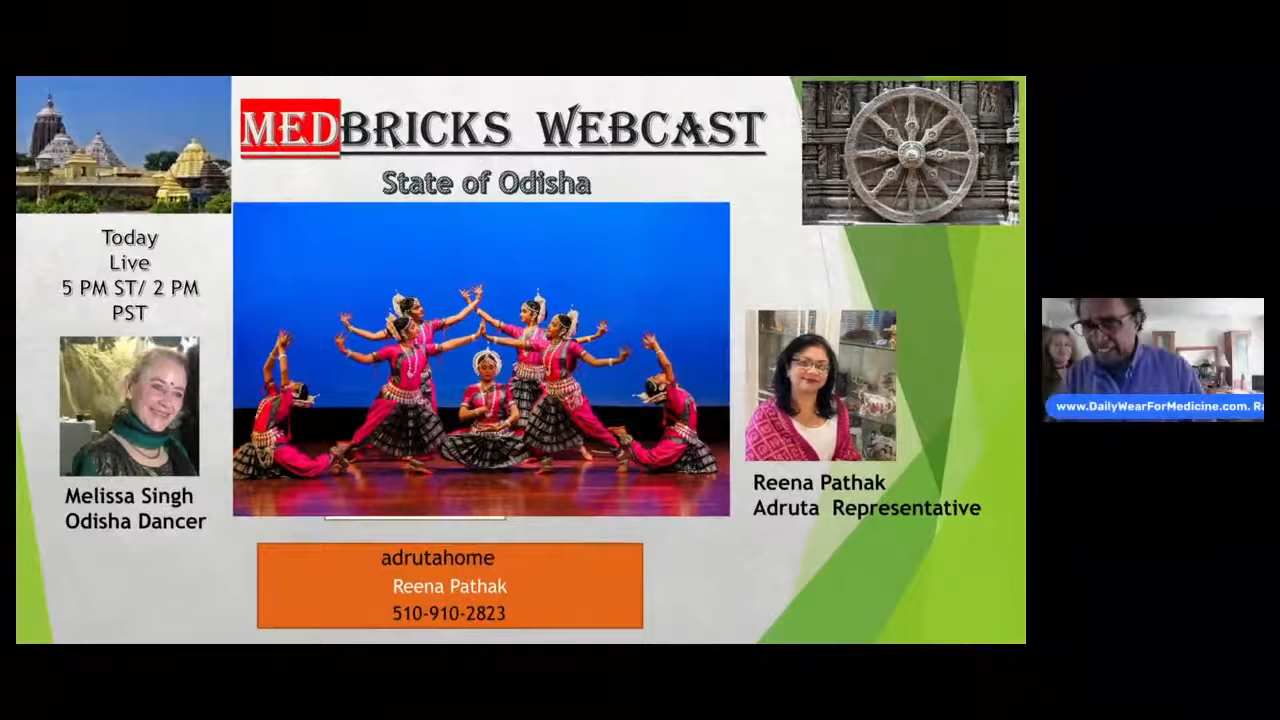 MEDBRICKS WEBCAST
State of Odisha
Today
Live
5 PM ST/ 2 PM
PST
Melissa Singh
Odisha Dancer
Reena Pathak
Adruta Representative
adrutahome
Reena Pathak
510-910-2823
www.DailyWearForMedicine.com. Ra